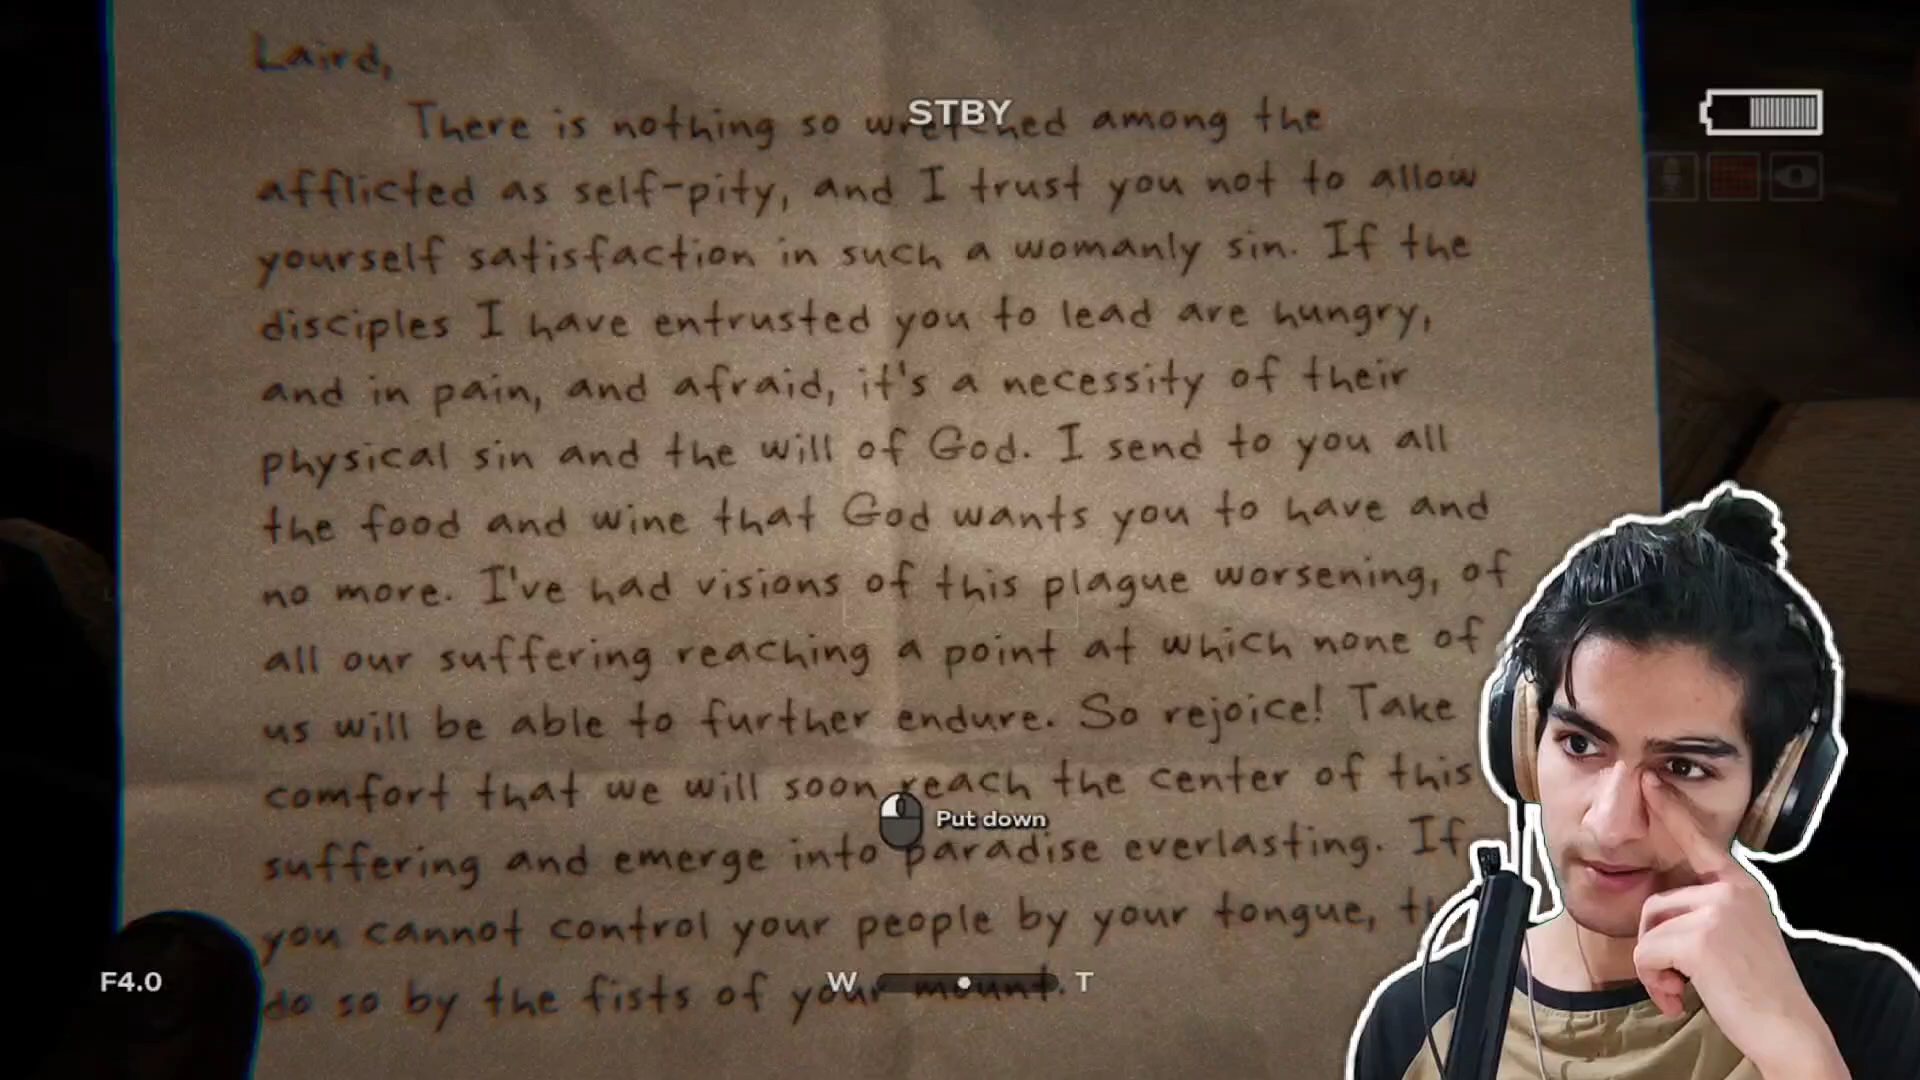 Laird,
There is nothing so wretched among the
STBY
afflicted as self-pity, and I trust you not to allow
yourself satisfaction in such a womanly sin. If the
disciples I have entrusted you to lead are hungry,
and in pain, and afraid, it's a necessity of their
physical sin and the will of God. I send to you all
the food and wine that God wants you to have and
no more. I've had visions of this plague worsening, of
all our suffering reaching a point at which none of
us will be able to further endure. So rejoice! Take
comfort that we will soon reach the center of this
Put down
suffering and emerge into paradise everlasting. If
you cannot control your people by your tongue,
F4.0
W T
do so by the fists of your mount.